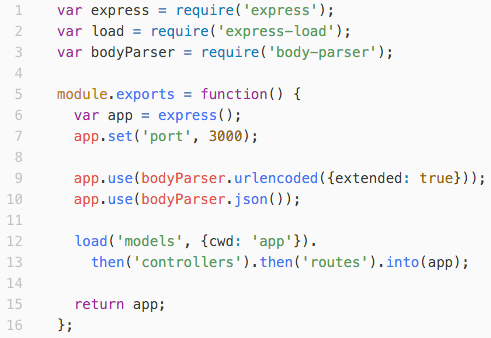 1 var express = require('express');
2 var load = require('express-load');
3 var bodyParser = require('body-parser');
4
5 module.exports = function() {
6   var app = express();
7   app.set('port', 3000);
8
9   app.use(bodyParser.urlencoded({extended: true}));
10   app.use(bodyParser.json());
11
12   load('models', {cwd: 'app'}).
13     then('controllers').then('routes').into(app);
14
15   return app;
16 };